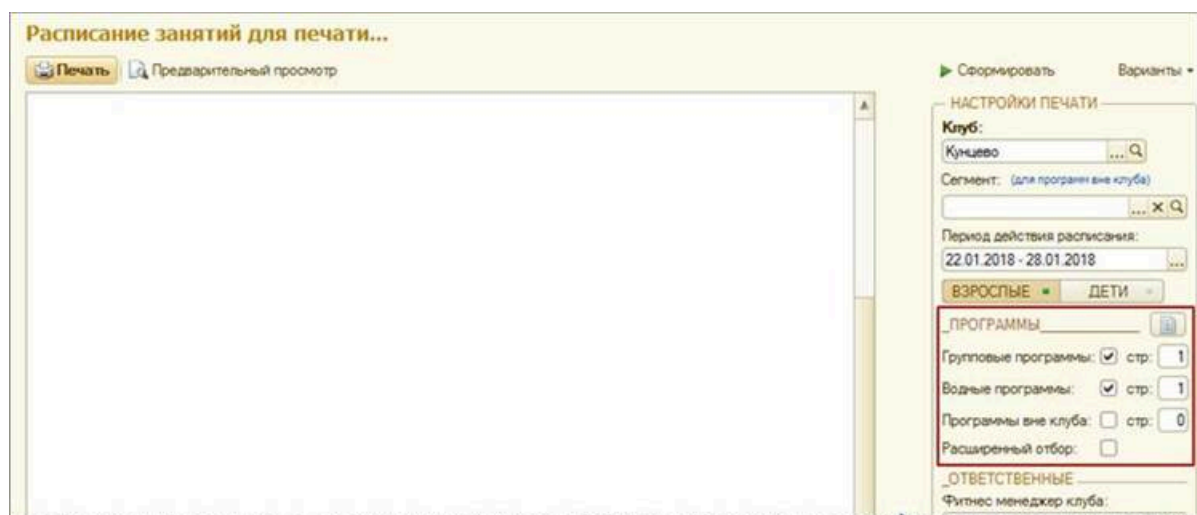 Расписание занятий для печати...
Печать Предварительный просмотр
Сформировать Варианты
НАСТРОЙКИ ПЕЧАТИ
Клуб:
Кунцево ...
Сегмент: (для программ вне клуба)
... ×
Период действия расписания:
22.01.2018 - 28.01.2018 ...
ВЗРОСЛЫЕ ДЕТИ
_ПРОГРАММЫ_
Групповые программы: стр: 1
Водные программы: стр: 1
Программы вне клуба: стр: 0
Расширенный отбор:
_ОТВЕТСТВЕННЫЕ
Фитнес менеджер клуба: